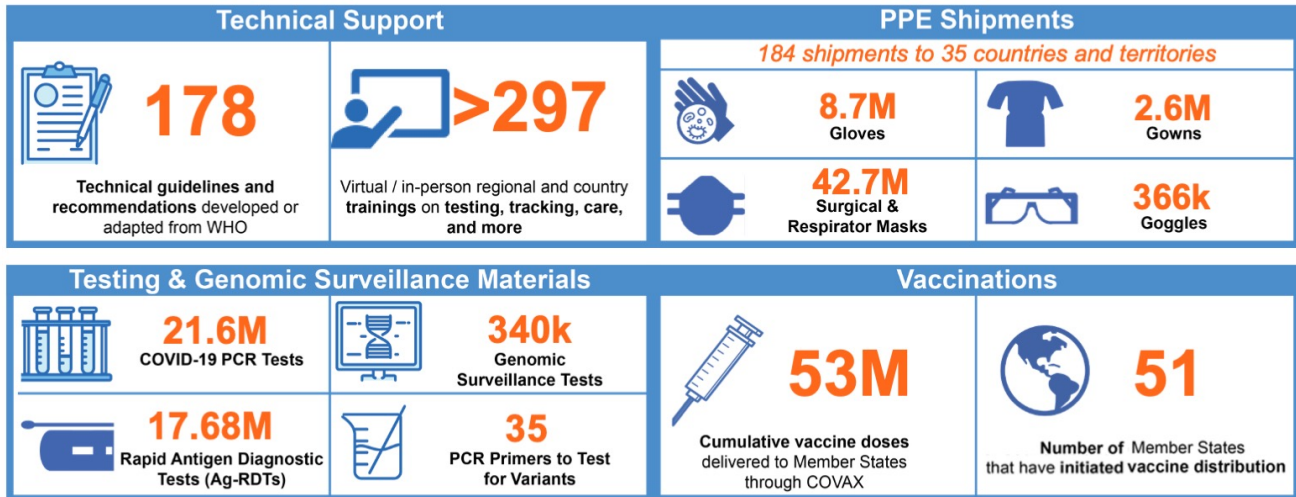 Technical Support
178
Technical guidelines and
recommendations developed or
adapted from WHO
>297
Virtual / in-person regional and country
trainings on testing, tracking, care,
and more
PPE Shipments
184 shipments to 35 countries and territories
8.7M
Gloves
2.6M
Gowns
42.7M
Surgical &
Respirator Masks
366k
Goggles
Testing & Genomic Surveillance Materials
21.6M
COVID-19 PCR Tests
340k
Genomic
Surveillance Tests
17.68M
Rapid Antigen Diagnostic
Tests (Ag-RDTs)
35
PCR Primers to Test
for Variants
Vaccinations
53M
Cumulative vaccine doses
delivered to Member States
through COVAX
51
Number of Member States
that have initiated vaccine distribution